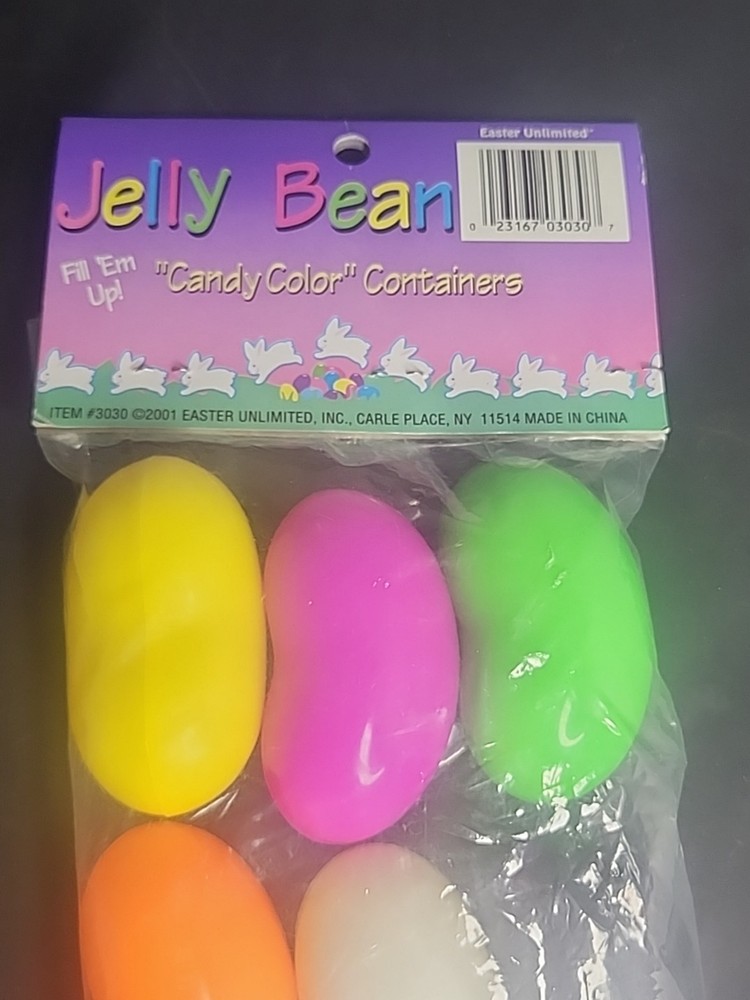 Easter Unlimited™
Jelly Bean
0 23167 03030 7
Fill 'Em
Up!
"Candy Color" Containers
ITEM #3030 ©2001 EASTER UNLIMITED, INC., CARLE PLACE, NY 11514 MADE IN CHINA